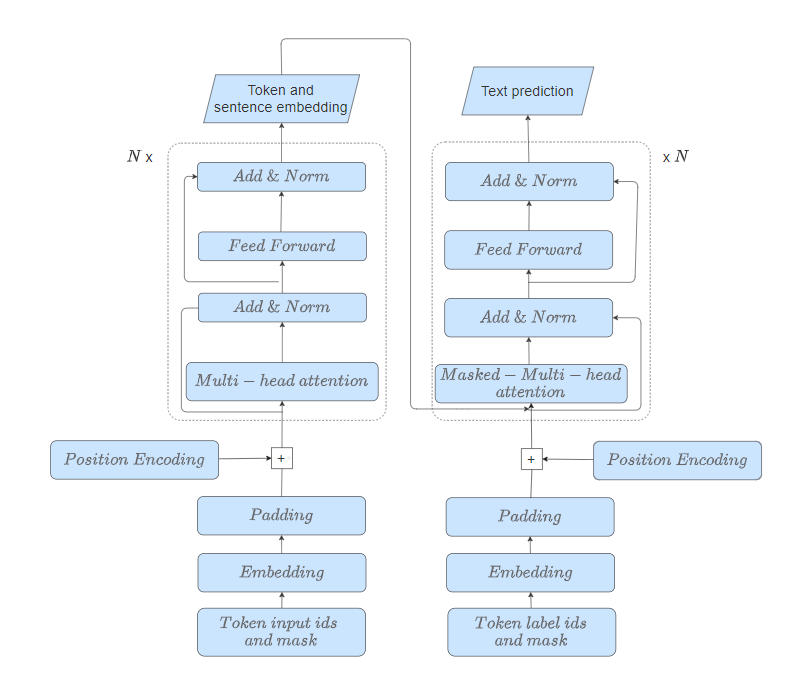 Token and
sentence embedding
N x
Add & Norm
Feed Forward
Add & Norm
Multi – head attention
Position Encoding
+
Padding
Embedding
Token input ids
and mask
Text prediction
x N
Add & Norm
Feed Forward
Add & Norm
Masked – Multi – head
attention
+
Position Encoding
Padding
Embedding
Token label ids
and mask